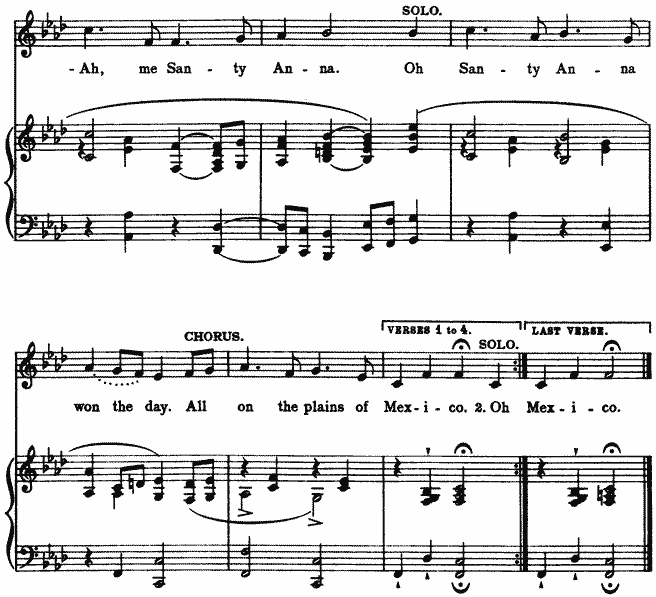 SOLO.
- Ah, me San - ty An - na. Oh San - ty An - na
CHORUS.
VERSES 1 to 4.
LAST VERSE.
SOLO.
won the day. All on the plains of Mex - i - co. 2. Oh Mex - i - co.